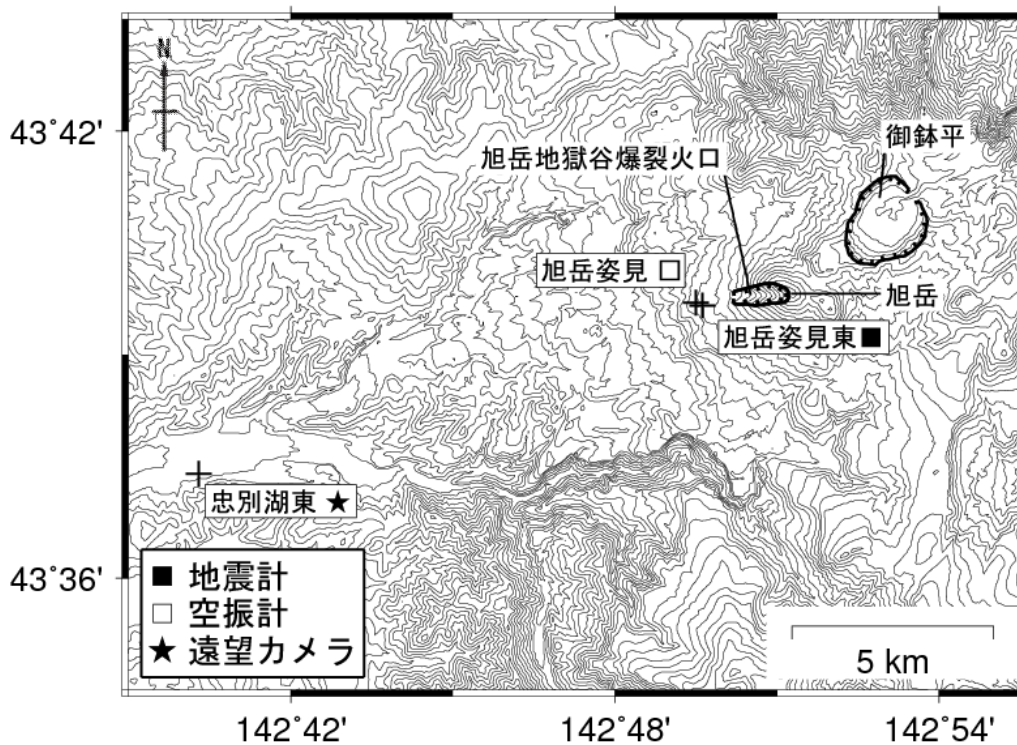 N
43°42'
御鉢平
旭岳地獄谷爆裂火口
旭岳姿見 □
旭岳
旭岳姿見東■
忠別湖東 ★
43°36'
■ 地震計
□ 空振計
★ 遠望カメラ
5 km
142°42'
142°48'
142°54'